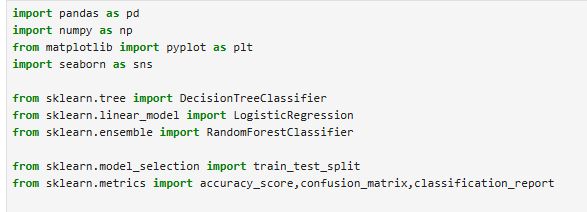 import pandas as pd
import numpy as np
from matplotlib import pyplot as plt
import seaborn as sns
from sklearn.tree import DecisionTreeClassifier
from sklearn.linear_model import LogisticRegression
from sklearn.ensemble import RandomForestClassifier
from sklearn.model_selection import train_test_split
from sklearn.metrics import accuracy_score,confusion_matrix,classification_report